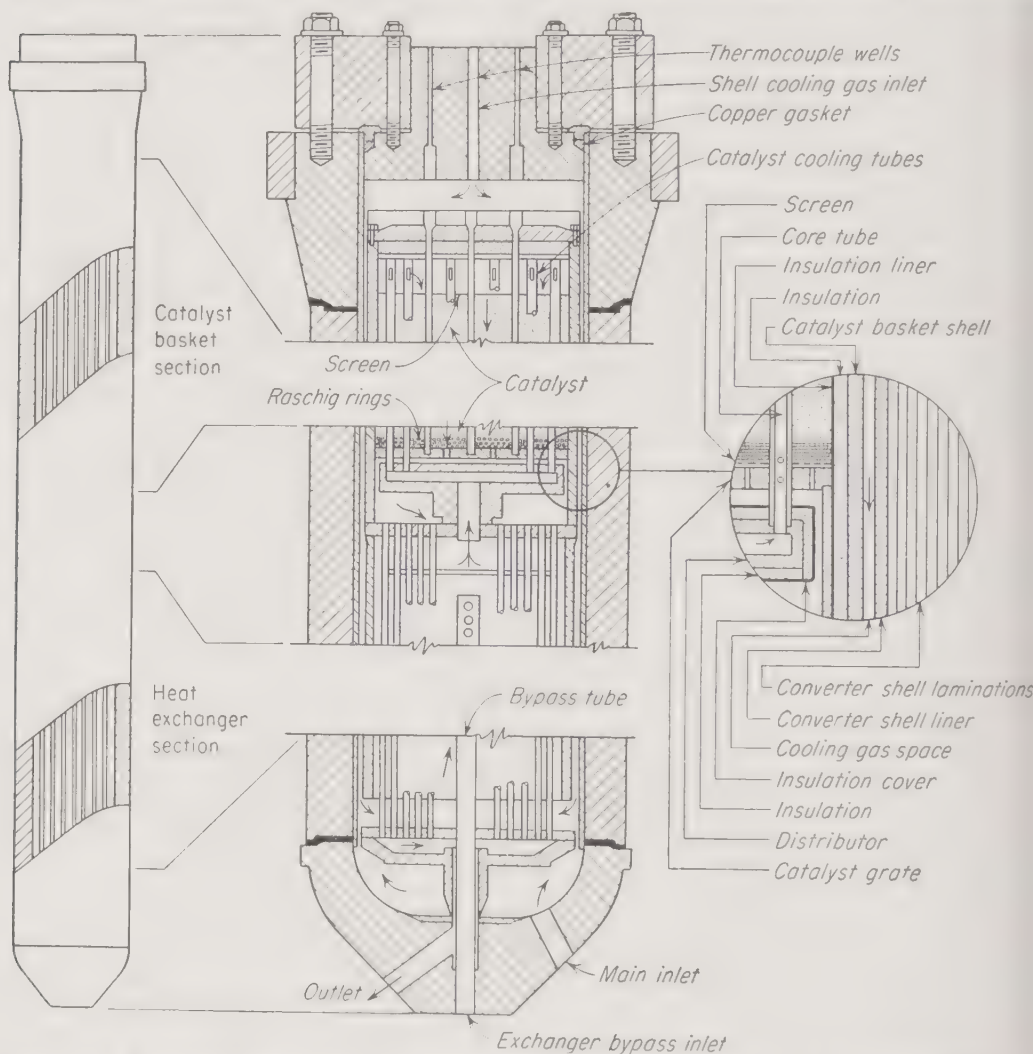 Thermocouple wells
Shell cooling gas inlet
Copper gasket
Catalyst cooling tubes
Screen
Core tube
Insulation liner
Insulation
Catalyst basket shell
Catalyst
basket
section
Screen
Catalyst
Raschig rings
Heat
exchanger
section
Bypass tube
Converter shell laminations
Converter shell liner
Cooling gas space
Insulation cover
Insulation
Distributor
Catalyst grate
Main inlet
Outlet
Exchanger bypass inlet